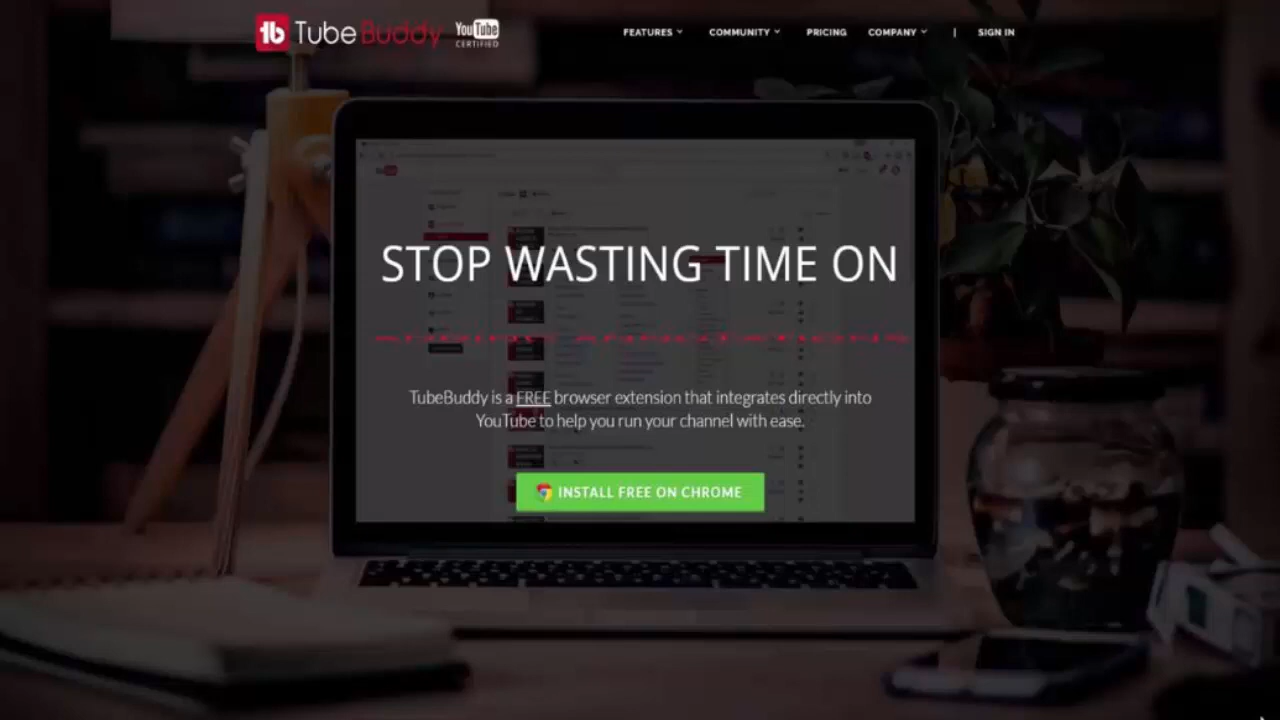 TubeBuddy YouTube CERTIFIED FEATURES COMMUNITY PRICING COMPANY | SIGN IN
STOP WASTING TIME ON
TubeBuddy is a FREE browser extension that integrates directly into
YouTube to help you run your channel with ease.
INSTALL FREE ON CHROME